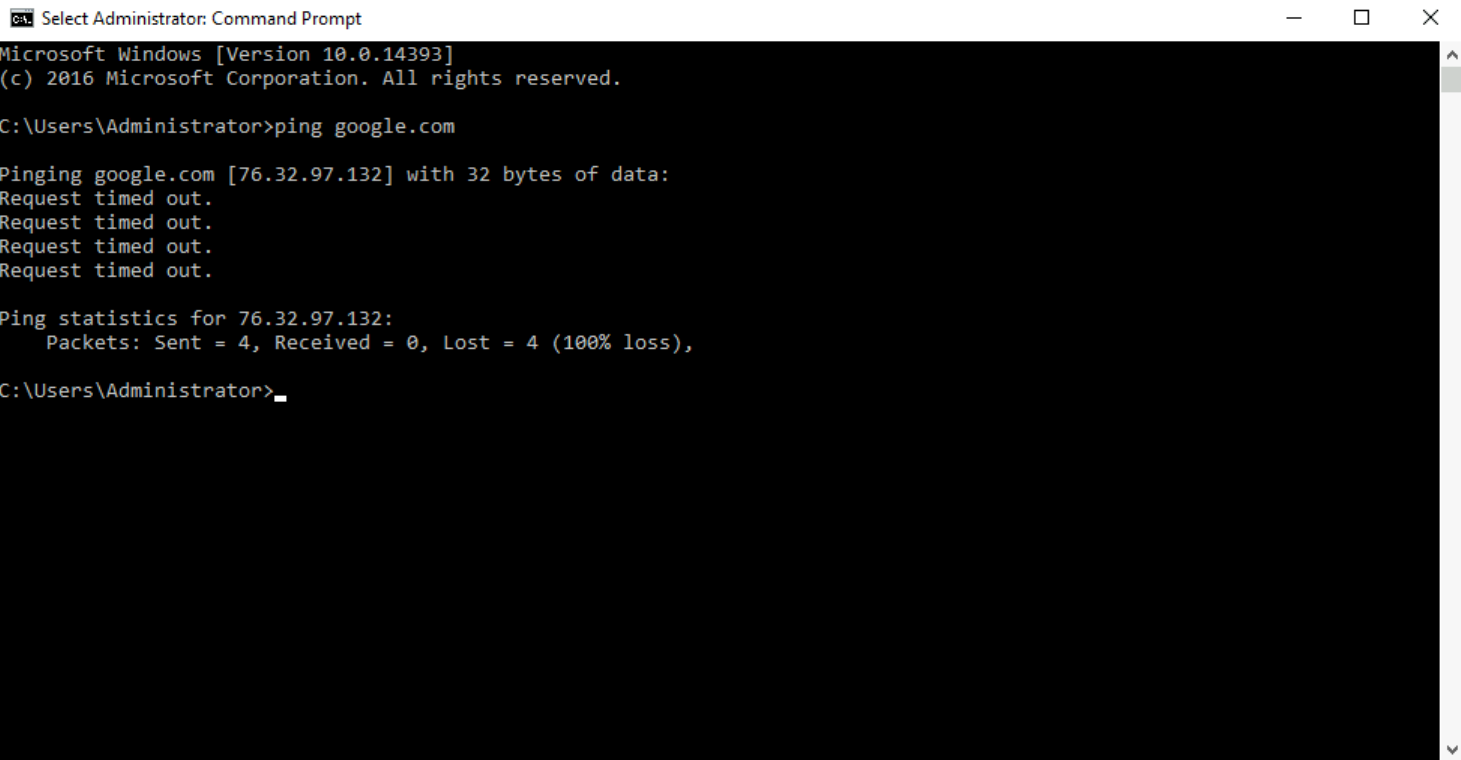 Select Administrator: Command Prompt
Microsoft Windows [Version 10.0.14393]
(c) 2016 Microsoft Corporation. All rights reserved.
C:\Users\Administrator>ping google.com
Pinging google.com [76.32.97.132] with 32 bytes of data:
Request timed out.
Request timed out.
Request timed out.
Request timed out.
Ping statistics for 76.32.97.132:
    Packets: Sent = 4, Received = 0, Lost = 4 (100% loss),
C:\Users\Administrator>